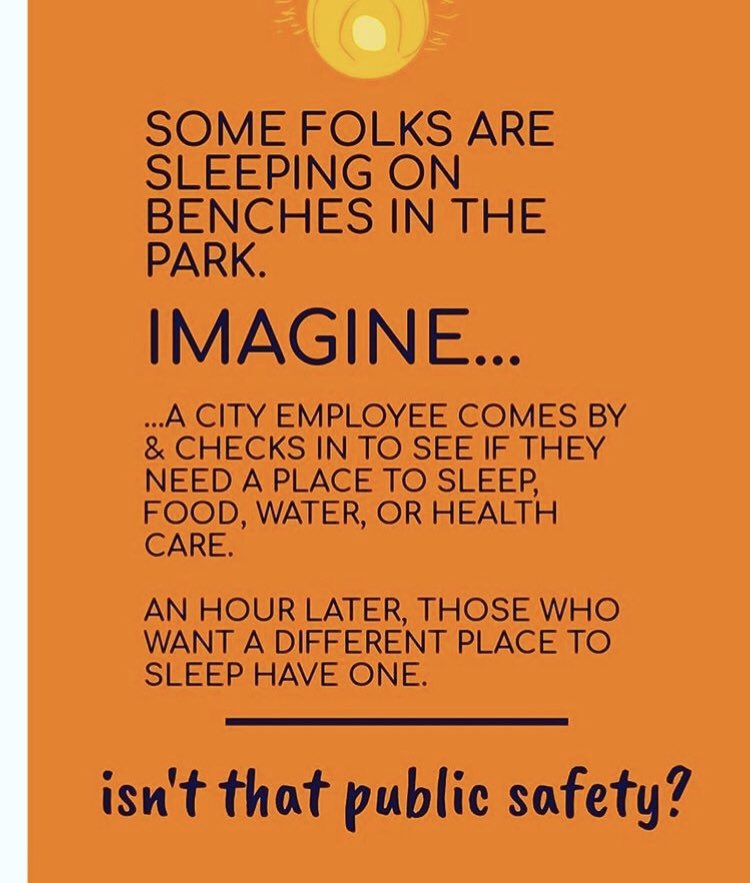 SOME FOLKS ARE
SLEEPING ON
BENCHES IN THE
PARK.
IMAGINE...
...A CITY EMPLOYEE COMES BY
& CHECKS IN TO SEE IF THEY
NEED A PLACE TO SLEEP,
FOOD, WATER, OR HEALTH
CARE.
AN HOUR LATER, THOSE WHO
WANT A DIFFERENT PLACE TO
SLEEP HAVE ONE.
isn't that public safety?